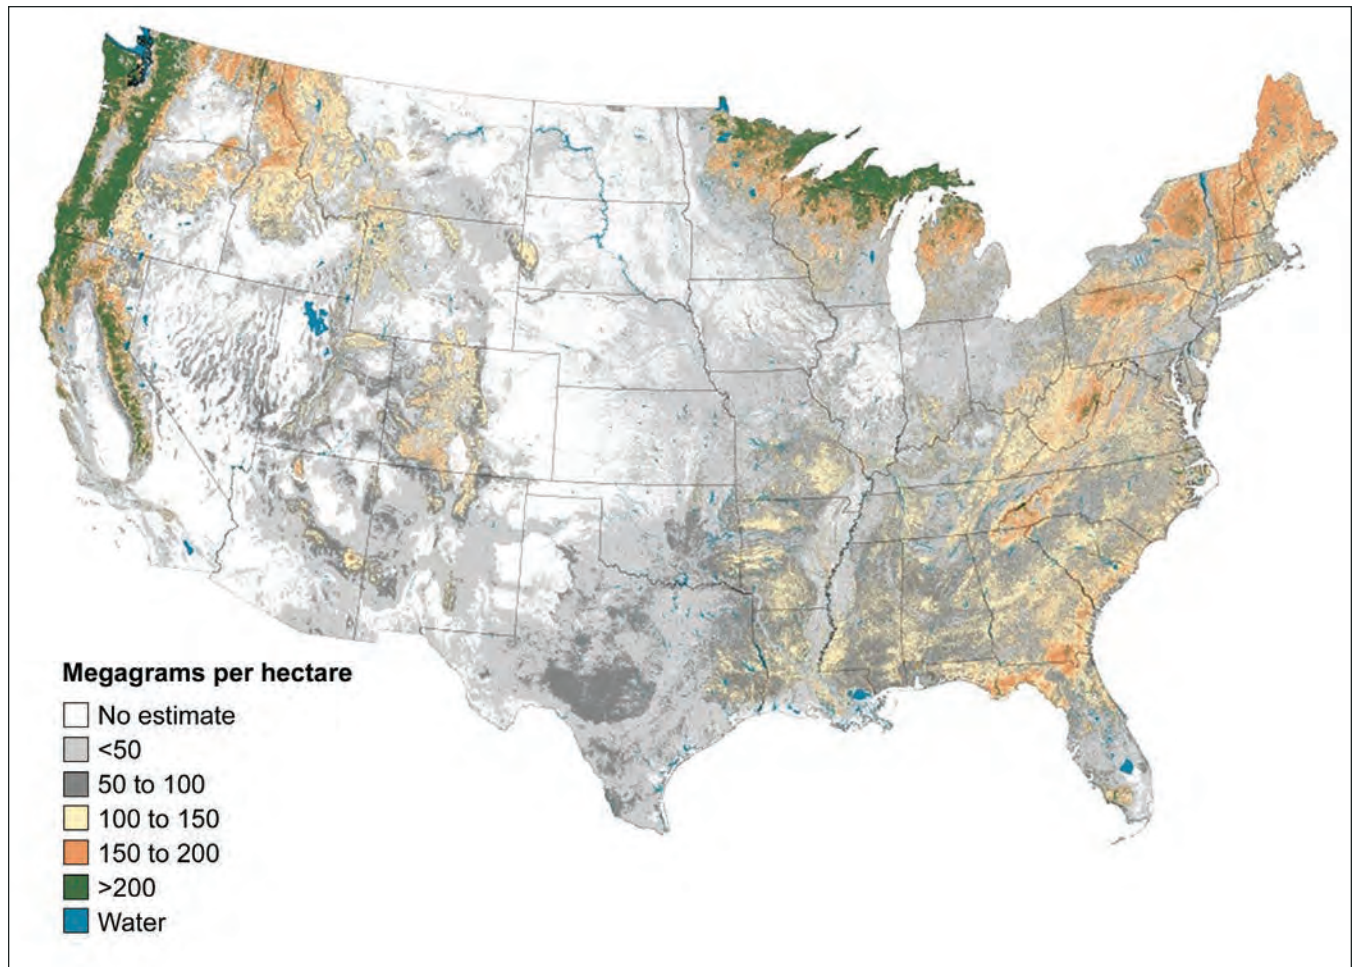 Megagrams per hectare
No estimate
<50
50 to 100
100 to 150
150 to 200
>200
Water